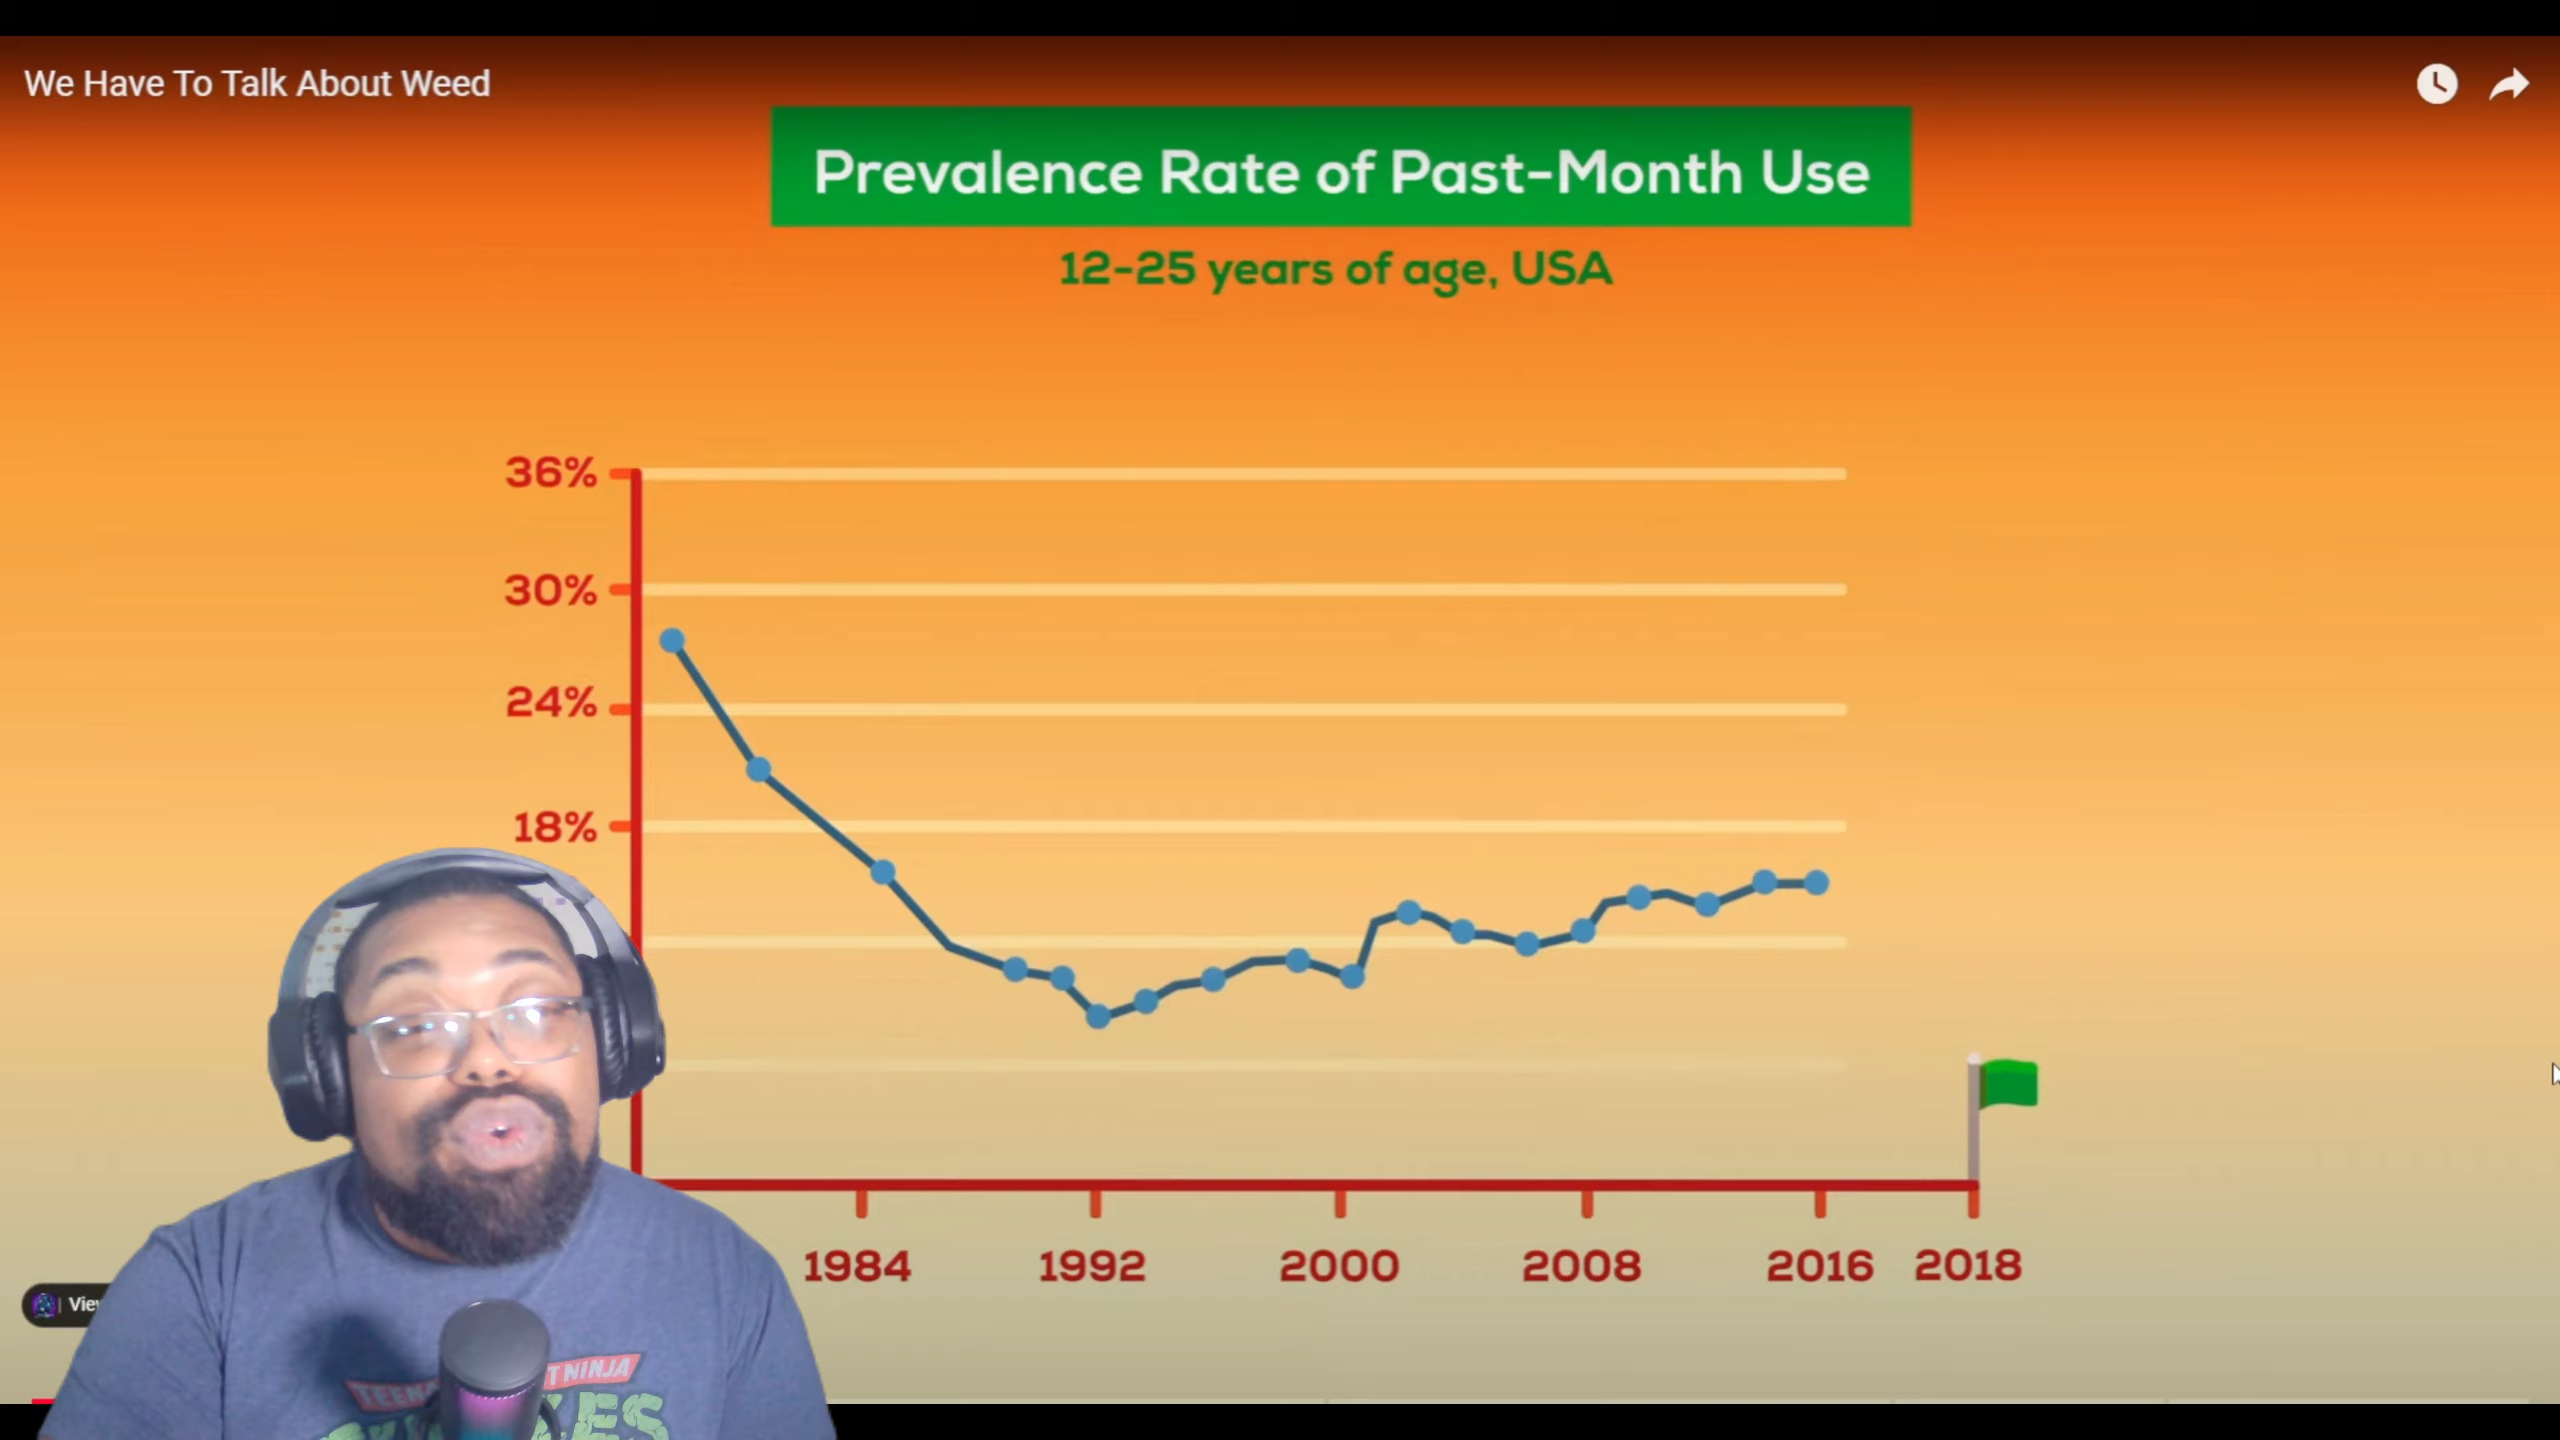 We Have To Talk About Weed
Prevalence Rate of Past-Month Use
12-25 years of age, USA
36%
30%
24%
18%
1984 1992 2000 2008 2016 2018